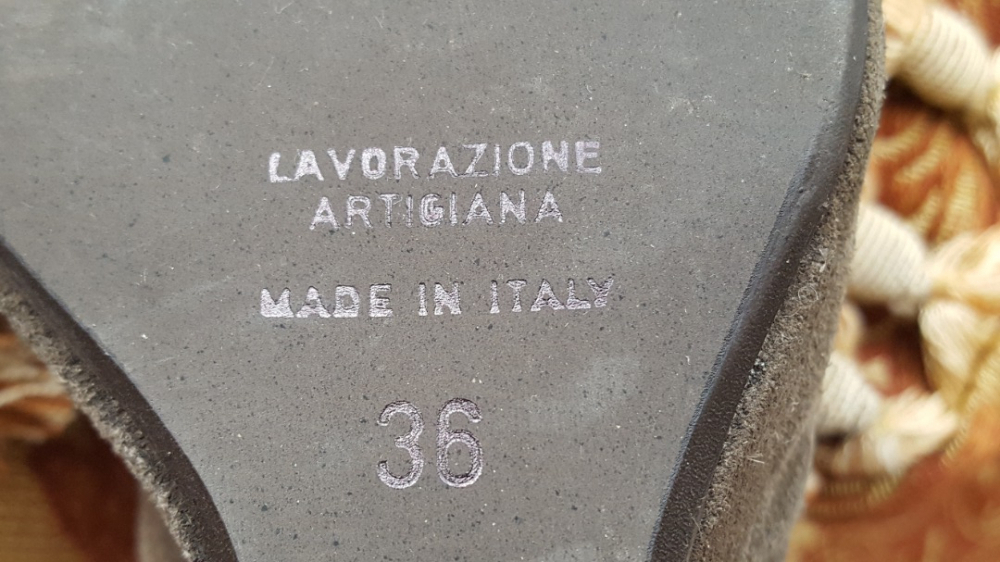 LAVORAZIONE
ARTIGIANA
MADE IN ITALY
36